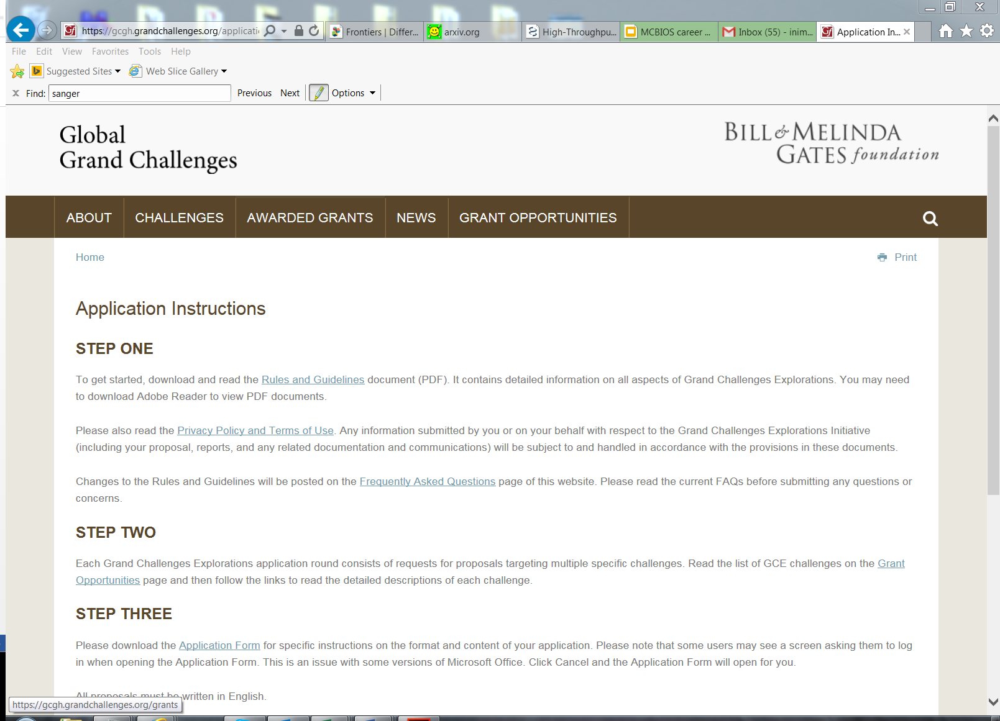 https://gcgh.grandchallenges.org/applicati
Frontiers | Differ...
arxiv.org
High-Throughpu...
MCBIOS career ...
Inbox (55) - inim...
Application In...
File Edit View Favorites Tools Help
Suggested Sites
Web Slice Gallery
x Find: sanger Previous Next Options
Global
Grand Challenges
BILL & MELINDA
GATES foundation
ABOUT CHALLENGES AWARDED GRANTS NEWS GRANT OPPORTUNITIES
Home Print
Application Instructions
STEP ONE
To get started, download and read the Rules and Guidelines document (PDF). It contains detailed information on all aspects of Grand Challenges Explorations. You may need
to download Adobe Reader to view PDF documents.
Please also read the Privacy Policy and Terms of Use. Any information submitted by you or on your behalf with respect to the Grand Challenges Explorations Initiative
(including your proposal, reports, and any related documentation and communications) will be subject to and handled in accordance with the provisions in these documents.
Changes to the Rules and Guidelines will be posted on the Frequently Asked Questions page of this website. Please read the current FAQs before submitting any questions or
concerns.
STEP TWO
Each Grand Challenges Explorations application round consists of requests for proposals targeting multiple specific challenges. Read the list of GCE challenges on the Grant
Opportunities page and then follow the links to read the detailed descriptions of each challenge.
STEP THREE
Please download the Application Form for specific instructions on the format and content of your application. Please note that some users may see a screen asking them to log
in when opening the Application Form. This is an issue with some versions of Microsoft Office. Click Cancel and the Application Form will open for you.
All proposals must be written in English.
https://gcgh.grandchallenges.org/grants